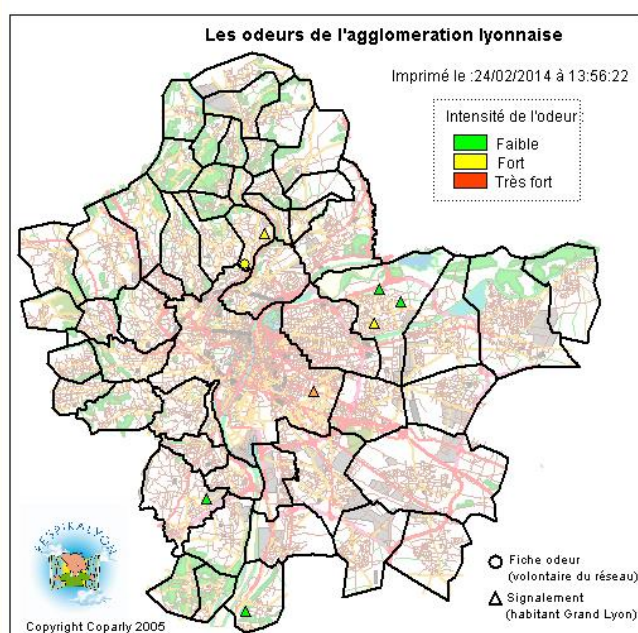 Les odeurs de l'agglomeration lyonnaise
Imprimé le :24/02/2014 à 13:56:22
Intensité de l'odeur :
Faible
Fort
Très fort
RESPIRALYON
Fiche odeur
(volontaire du réseau)
Signalement
(habitant Grand Lyon)
Copyright Coparly 2005